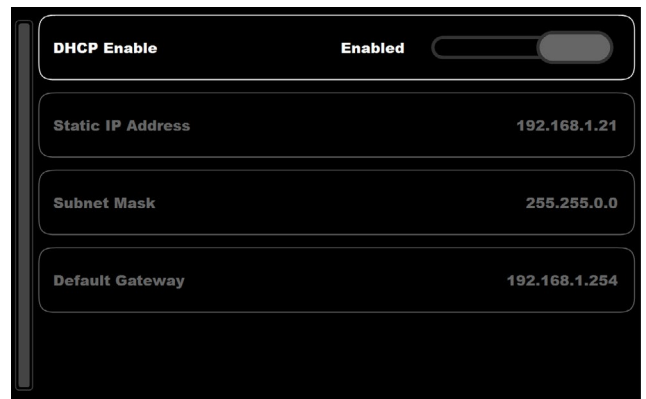 DHCP Enable Enabled
Static IP Address 192.168.1.21
Subnet Mask 255.255.0.0
Default Gateway 192.168.1.254